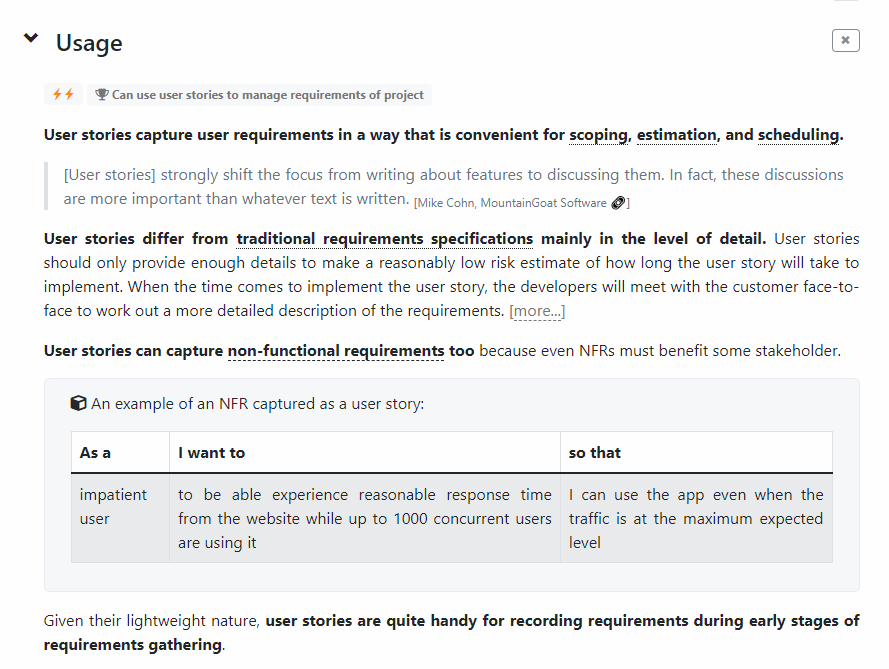 Usage
Can use user stories to manage requirements of project
User stories capture user requirements in a way that is convenient for scoping, estimation, and scheduling.
[User stories] strongly shift the focus from writing about features to discussing them. In fact, these discussions
are more important than whatever text is written. [Mike Cohn, MountainGoat Software ]
User stories differ from traditional requirements specifications mainly in the level of detail. User stories
should only provide enough details to make a reasonably low risk estimate of how long the user story will take to
implement. When the time comes to implement the user story, the developers will meet with the customer face-to-
face to work out a more detailed description of the requirements. [more...]
User stories can capture non-functional requirements too because even NFRs must benefit some stakeholder.
An example of an NFR captured as a user story:
As a I want to so that
impatient to be able experience reasonable response time I can use the app even when the
user from the website while up to 1000 concurrent users traffic is at the maximum expected
are using it level
Given their lightweight nature, user stories are quite handy for recording requirements during early stages of
requirements gathering.